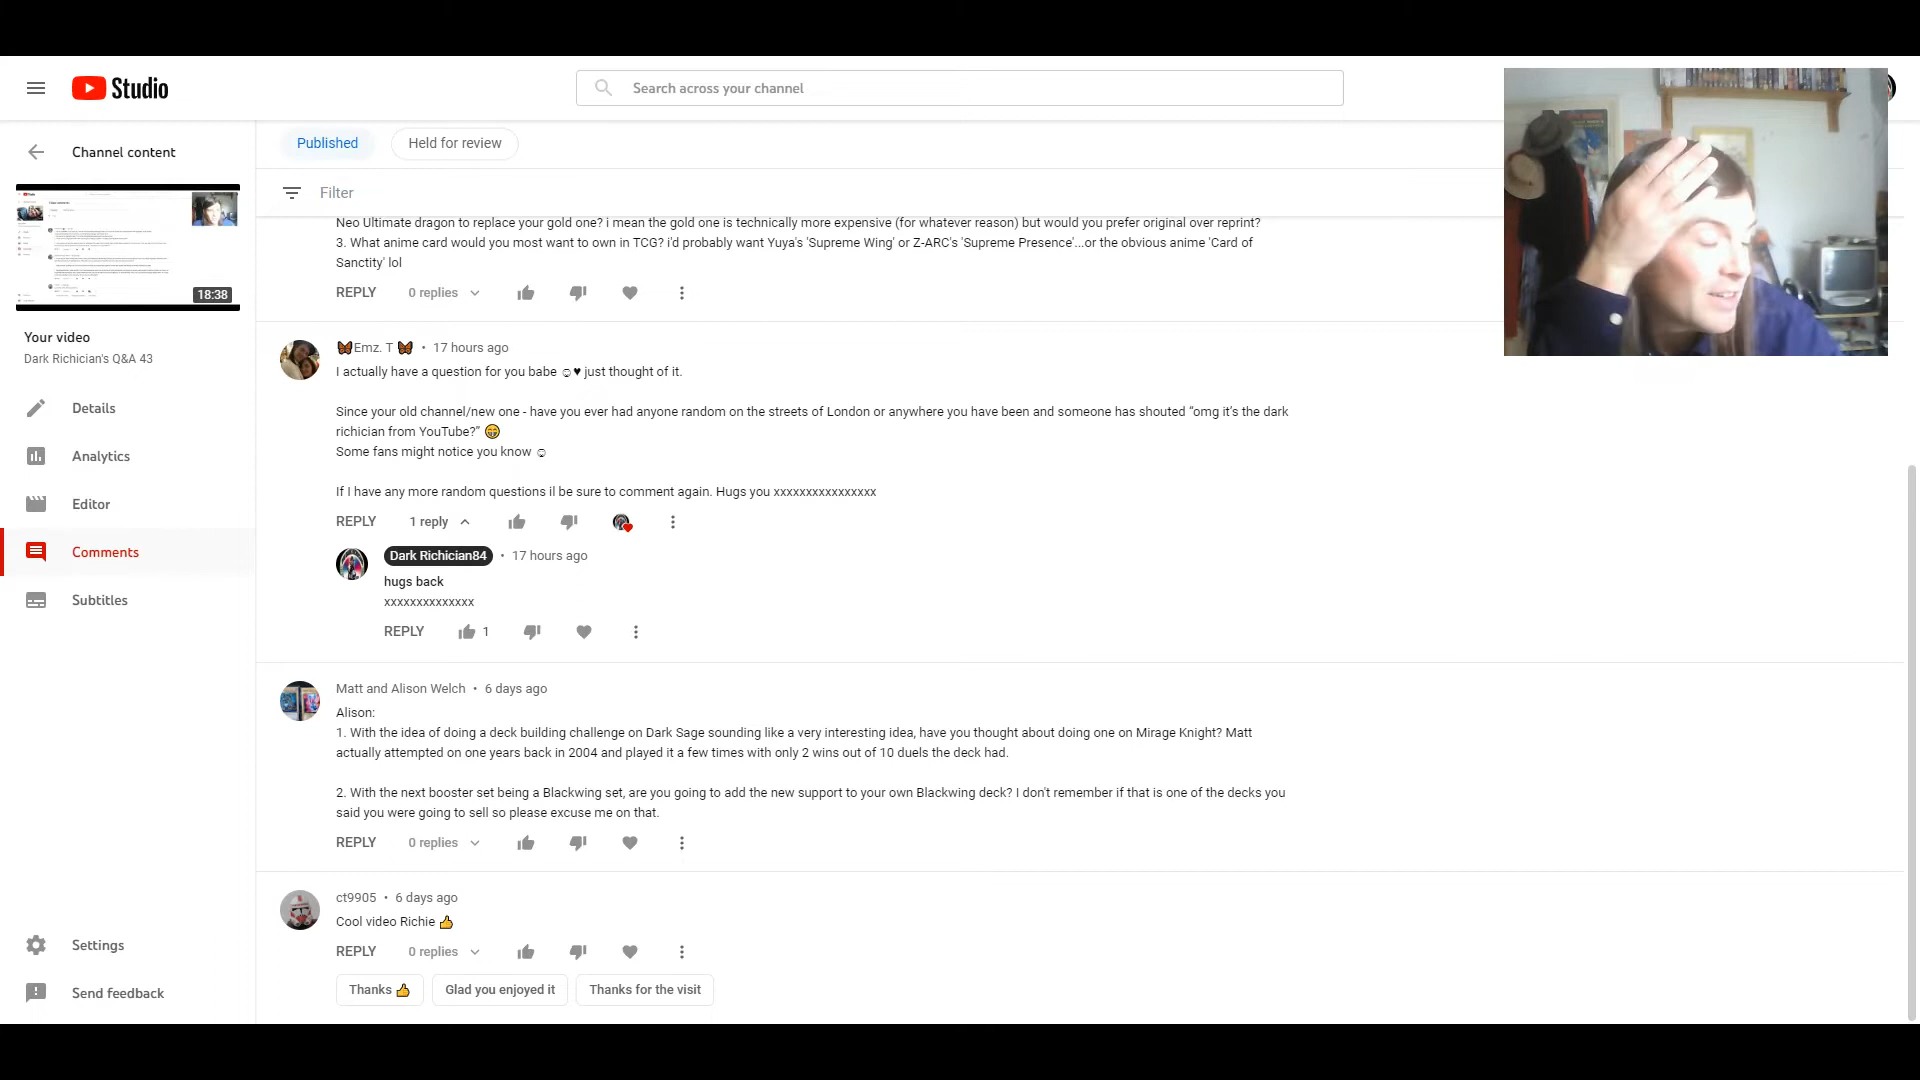 Studio
Search across your channel
Channel content
18:38
Your video
Dark Richician's Q&A 43
Details
Analytics
Editor
Comments
Subtitles
Settings
Send feedback
Published
Held for review
Filter
Neo Ultimate dragon to replace your gold one? i mean the gold one is technically more expensive (for whatever reason) but would you prefer original over reprint?
3. What anime card would you most want to own in TCG? i'd probably want Yuya's 'Supreme Wing' or Z-ARC's 'Supreme Presence'...or the obvious anime 'Card of
Sanctity' lol
REPLY 0 replies
🦋Emz. T 🦋 • 17 hours ago
I actually have a question for you babe ☺♥ just thought of it.
Since your old channel/new one - have you ever had anyone random on the streets of London or anywhere you have been and someone has shouted “omg it’s the dark
richician from YouTube?” 😁
Some fans might notice you know ☺
If I have any more random questions il be sure to comment again. Hugs you xxxxxxxxxxxxxxxx
REPLY 1 reply
Dark Richician84 • 17 hours ago
hugs back
xxxxxxxxxxxxxx
REPLY 1
Matt and Alison Welch • 6 days ago
Alison:
1. With the idea of doing a deck building challenge on Dark Sage sounding like a very interesting idea, have you thought about doing one on Mirage Knight? Matt
actually attempted on one years back in 2004 and played it a few times with only 2 wins out of 10 duels the deck had.
2. With the next booster set being a Blackwing set, are you going to add the new support to your own Blackwing deck? I don't remember if that is one of the decks you
said you were going to sell so please excuse me on that.
REPLY 0 replies
ct9905 • 6 days ago
Cool video Richie 👍
REPLY 0 replies
Thanks 👍 Glad you enjoyed it Thanks for the visit